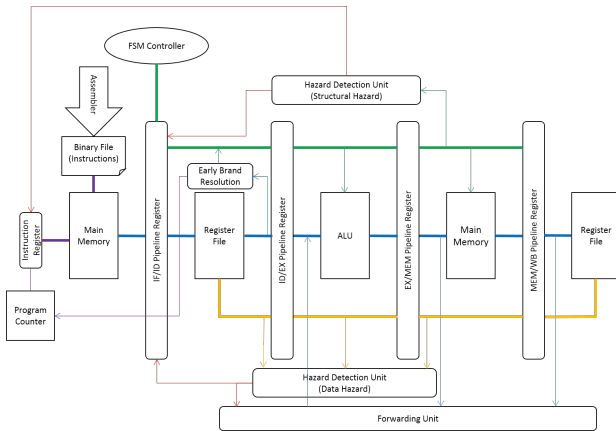 FSM Controller
Assembler
Hazard Detection Unit
(Structural Hazard)
Binary File
(Instructions)
Early Brand
Resolution
Instruction
Register
Main
Memory
IF/ID Pipeline Register
Register
File
ID/EX Pipeline Register
ALU
EX/MEM Pipeline Register
Main
Memory
MEM/WB Pipeline Register
Register
File
Program
Counter
Hazard Detection Unit
(Data Hazard)
Forwarding Unit